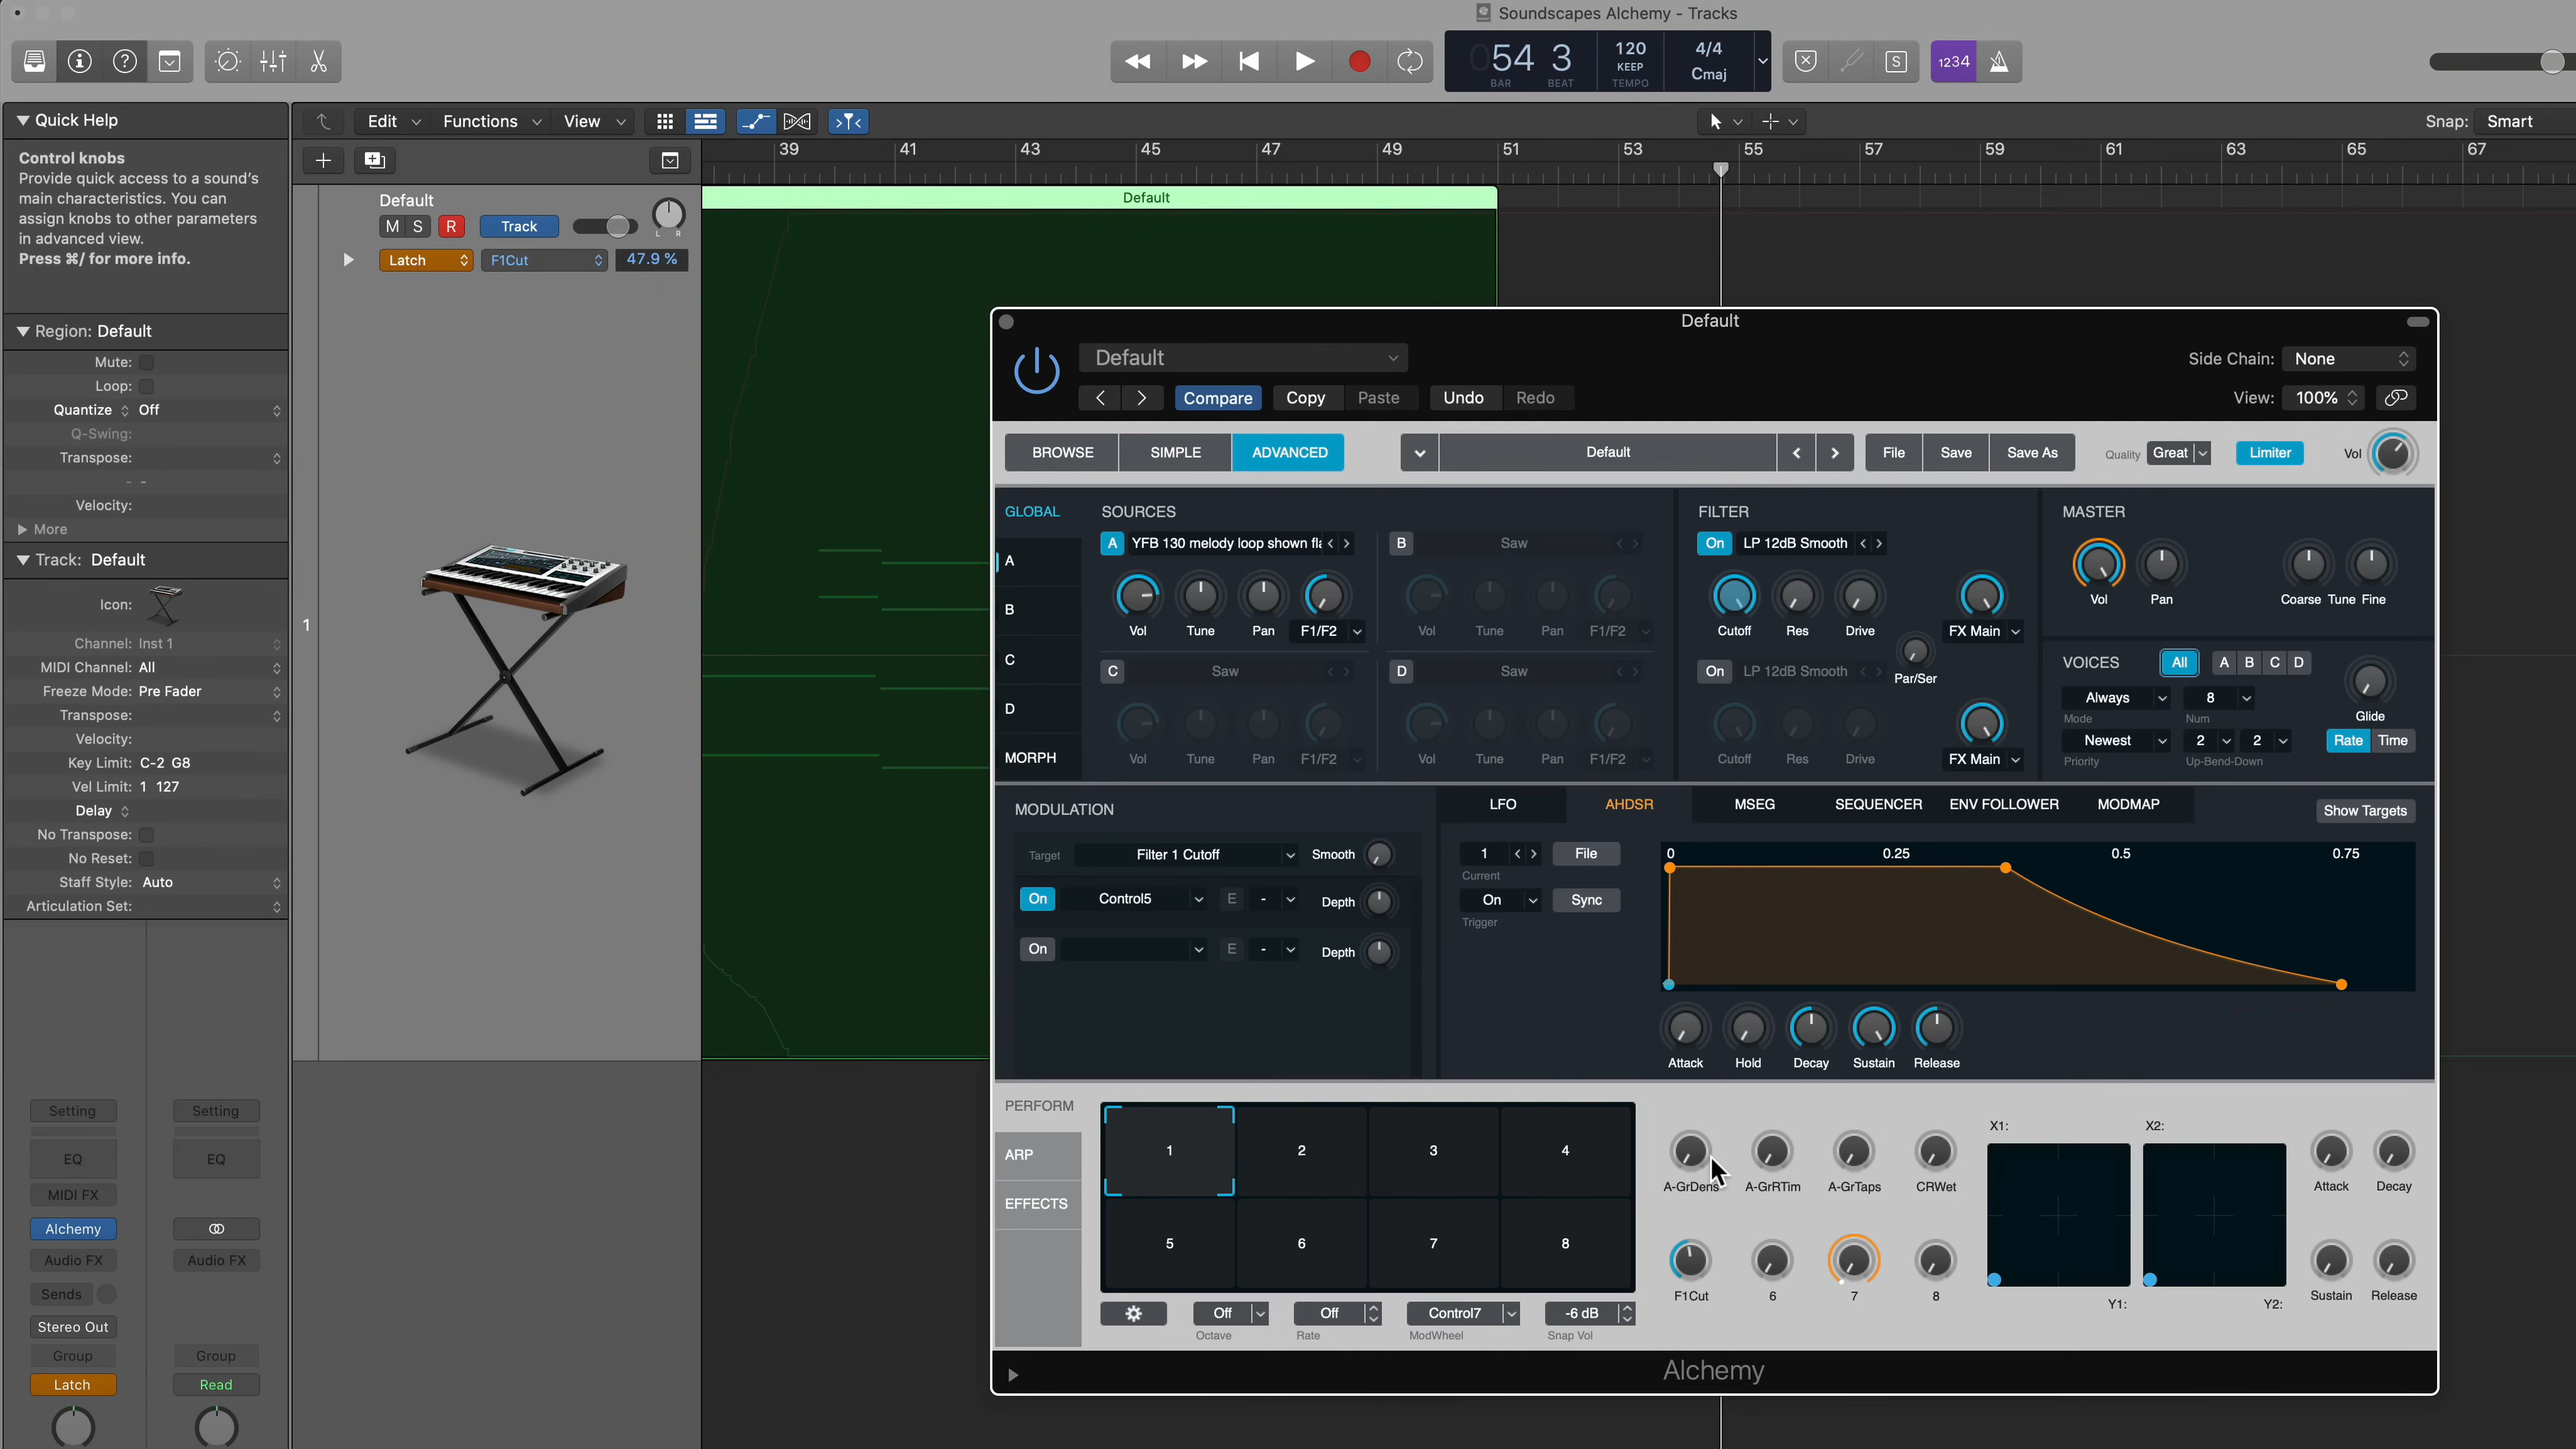 Soundscapes Alchemy - Tracks
54 3
BAR BEAT
120
KEEP
TEMPO
4/4
Cmaj
S
1234
Quick Help
Control knobs
Provide quick access to a sound's
main characteristics. You can
assign knobs to other parameters
in advanced view.
Press ⌘/ for more info.
Edit Functions View
Snap: Smart
39 41 43 45 47 49 51 53 55 57 59 61 63 65 67
Default
M S R Track
L R
Latch F1Cut 47.9 %
1
Default
Region: Default
Mute:
Loop:
Quantize Off
Q-Swing:
Transpose:
- -
Velocity:
More
Track: Default
Icon:
Channel: Inst 1
MIDI Channel: All
Freeze Mode: Pre Fader
Transpose:
Velocity:
Key Limit: C-2 G8
Vel Limit: 1 127
Delay
No Transpose:
No Reset:
Staff Style: Auto
Articulation Set:
Setting Setting
EQ EQ
MIDI FX
Alchemy
Audio FX Audio FX
Sends
Stereo Out
Group Group
Latch Read
Default
Default
Side Chain: None
Compare Copy Paste Undo Redo
View: 100%
BROWSE SIMPLE ADVANCED
Default
File Save Save As
Quality Great
Limiter
Vol
GLOBAL
A
B
C
D
MORPH
SOURCES
A YFB 130 melody loop shown fla
Vol Tune Pan F1/F2
B Saw
Vol Tune Pan F1/F2
C Saw
Vol Tune Pan F1/F2
D Saw
Vol Tune Pan F1/F2
FILTER
On LP 12dB Smooth
Cutoff Res Drive FX Main
On LP 12dB Smooth
Par/Ser
Cutoff Res Drive FX Main
MASTER
Vol Pan Coarse Tune Fine
VOICES All A B C D
Always 8
Mode Num
Glide
Newest 2 2
Priority Up-Bend-Down
Rate Time
MODULATION
Target Filter 1 Cutoff Smooth
On Control5 E - Depth
On E - Depth
LFO AHDSR MSEG SEQUENCER ENV FOLLOWER MODMAP
Show Targets
1 File
Current
On Sync
Trigger
0 0.25 0.5 0.75
Attack Hold Decay Sustain Release
PERFORM
ARP
EFFECTS
1 2 3 4
5 6 7 8
Off Off Control7 -6 dB
Octave Rate ModWheel Snap Vol
A-GrDens A-GrRTim A-GrTaps CRWet
F1Cut 6 7 8
X1: X2:
Y1: Y2:
Attack Decay
Sustain Release
Alchemy